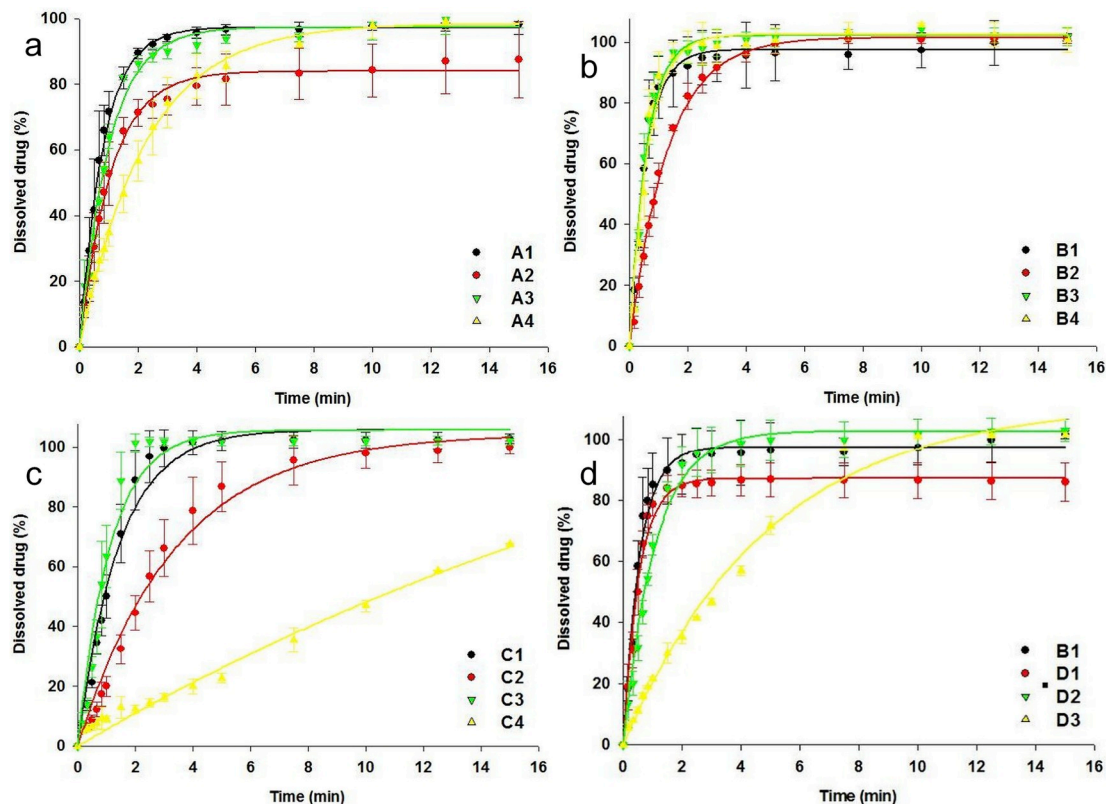 a
Dissolved drug (%)
100
80
60
40
20
0
A1
A2
A3
A4
0 2 4 6 8 10 12 14 16
Time (min)
b
Dissolved drug (%)
100
80
60
40
20
0
B1
B2
B3
B4
0 2 4 6 8 10 12 14 16
Time (min)
c
Dissolved drug (%)
100
80
60
40
20
0
C1
C2
C3
C4
0 2 4 6 8 10 12 14 16
Time (min)
d
Dissolved drug (%)
100
80
60
40
20
0
B1
D1
D2
D3
0 2 4 6 8 10 12 14 16
Time (min)